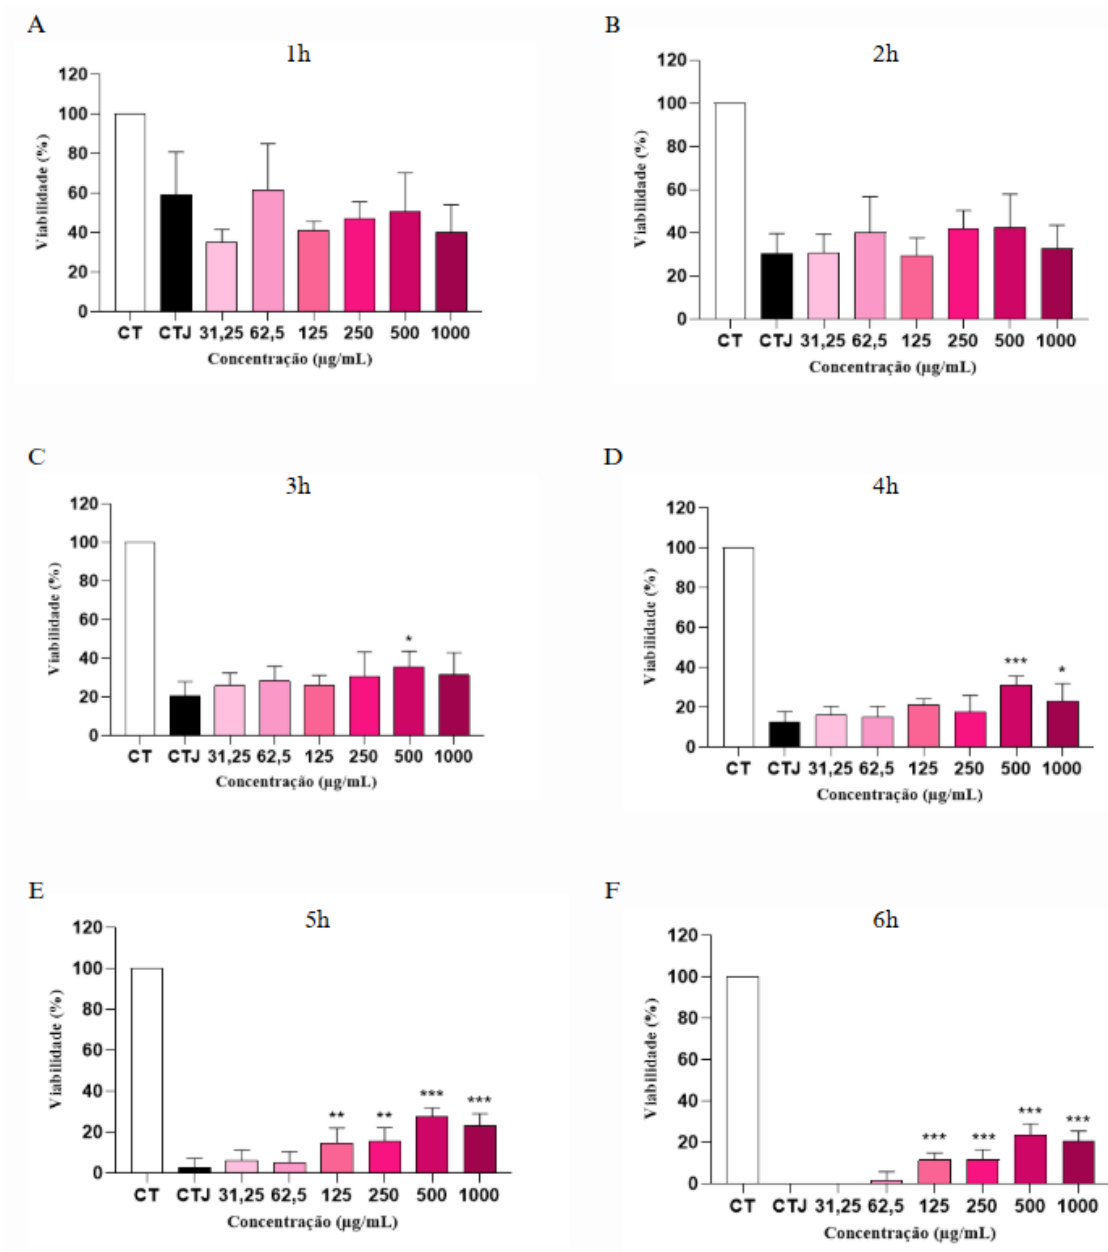 A
1h
120
100
80
60
40
20
0
Viabilidade (%)
CT CTJ 31,25 62,5 125 250 500 1000
Concentração (µg/mL)
B
2h
120
100
80
60
40
20
0
Viabilidade (%)
CT CTJ 31,25 62,5 125 250 500 1000
Concentração (µg/mL)
C
3h
120
100
80
60
40
20
0
Viabilidade (%)
*
CT CTJ 31,25 62,5 125 250 500 1000
Concentração (µg/mL)
D
4h
120
100
80
60
40
20
0
Viabilidade (%)
*** *
CT CTJ 31,25 62,5 125 250 500 1000
Concentração (µg/mL)
E
5h
120
100
80
60
40
20
0
Viabilidade (%)
** ** *** ***
CT CTJ 31,25 62,5 125 250 500 1000
Concentração (µg/mL)
F
6h
120
100
80
60
40
20
0
Viabilidade (%)
*** *** *** ***
CT CTJ 31,25 62,5 125 250 500 1000
Concentração (µg/mL)